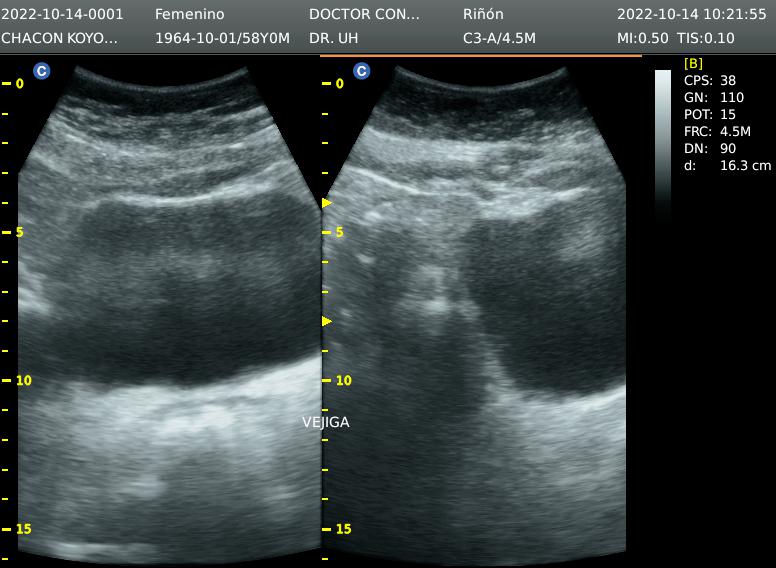 2022-10-14-0001 Femenino DOCTOR CON... Riñón 2022-10-14 10:21:55
CHACON KOYO... 1964-10-01/58Y0M DR. UH C3-A/4.5M MI:0.50 TIS:0.10
C
C
[B]
CPS: 38
GN: 110
POT: 15
FRC: 4.5M
DN: 90
d: 16.3 cm
0
5
10
15
0
5
10
15
VEJIGA